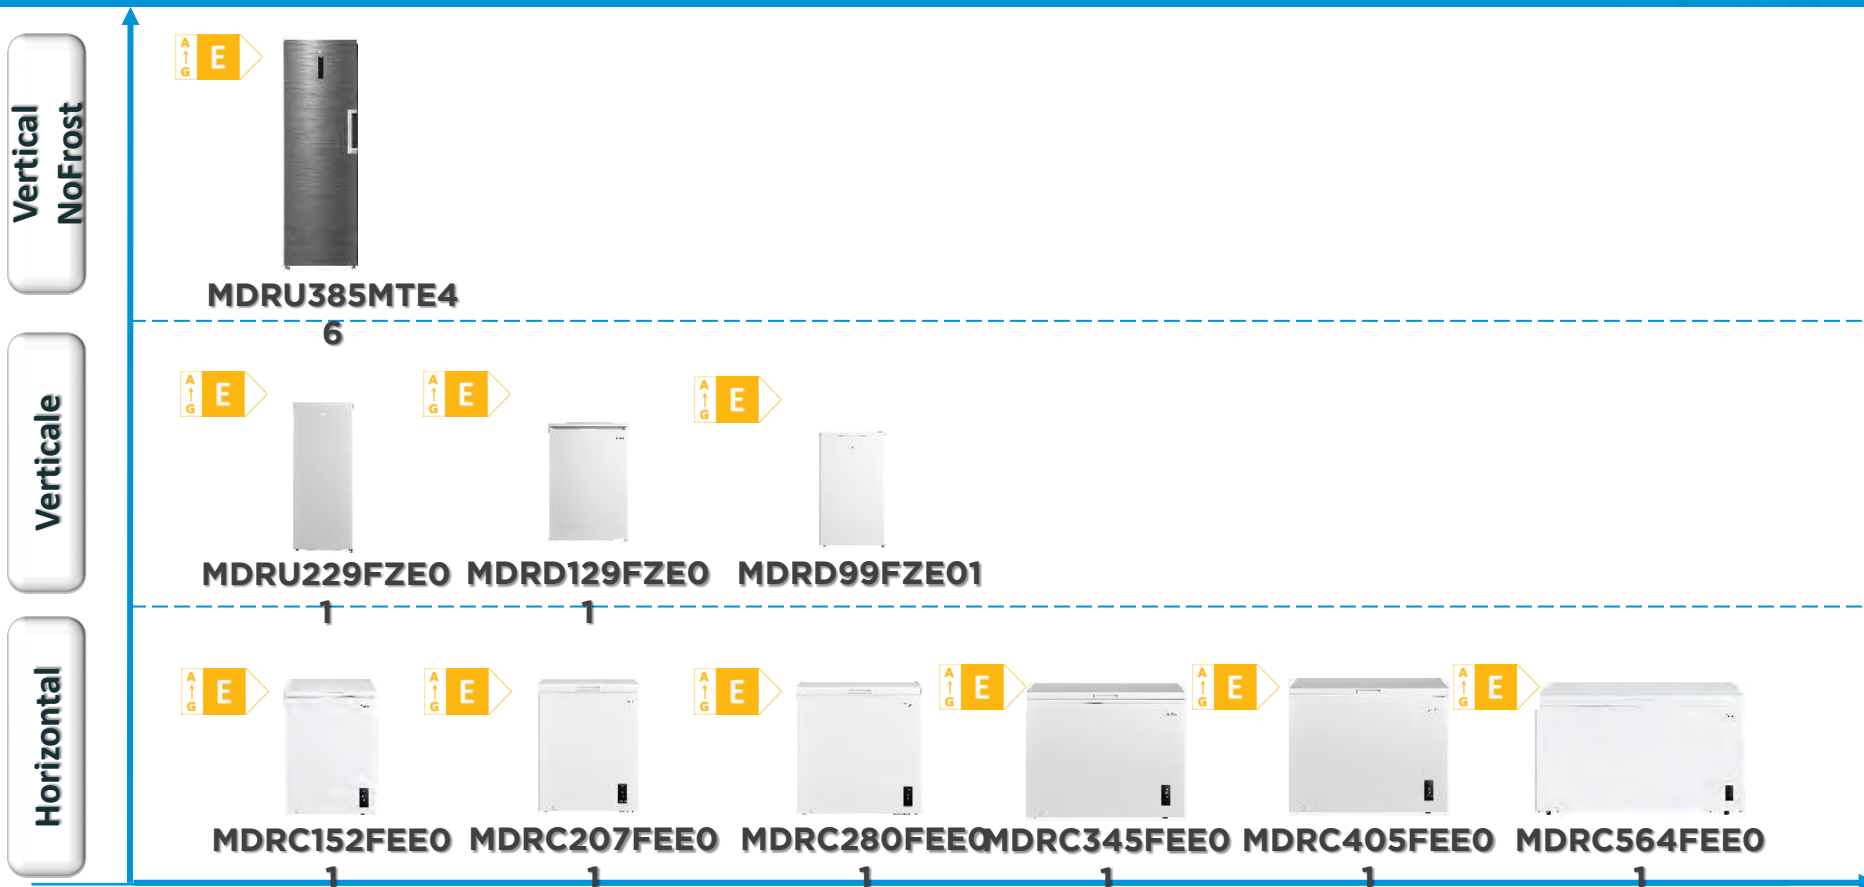 Vertical
NoFrost
A
↑
G
E
MDRU385MTE4
6
Verticale
A
↑
G
E
A
↑
G
E
A
↑
G
E
MDRU229FZE0
1
MDRD129FZE0
1
MDRD99FZE01
Horizontal
A
↑
G
E
A
↑
G
E
A
↑
G
E
A
↑
G
E
A
↑
G
E
A
↑
G
E
MDRC152FEE0
1
MDRC207FEE0
1
MDRC280FEE0
1
MDRC345FEE0
1
MDRC405FEE0
1
MDRC564FEE0
1